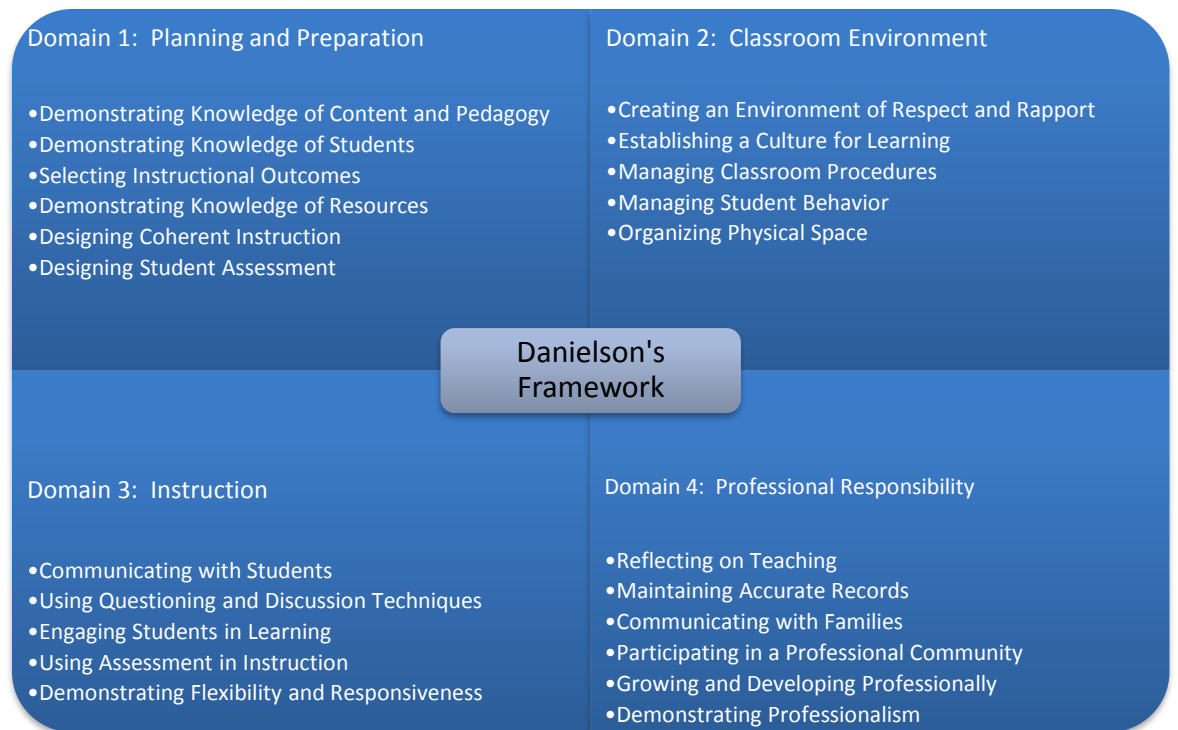 Domain 1:  Planning and Preparation
•Demonstrating Knowledge of Content and Pedagogy
•Demonstrating Knowledge of Students
•Selecting Instructional Outcomes
•Demonstrating Knowledge of Resources
•Designing Coherent Instruction
•Designing Student Assessment
Domain 2:  Classroom Environment
•Creating an Environment of Respect and Rapport
•Establishing a Culture for Learning
•Managing Classroom Procedures
•Managing Student Behavior
•Organizing Physical Space
Danielson's
Framework
Domain 3:  Instruction
•Communicating with Students
•Using Questioning and Discussion Techniques
•Engaging Students in Learning
•Using Assessment in Instruction
•Demonstrating Flexibility and Responsiveness
Domain 4:  Professional Responsibility
•Reflecting on Teaching
•Maintaining Accurate Records
•Communicating with Families
•Participating in a Professional Community
•Growing and Developing Professionally
•Demonstrating Professionalism